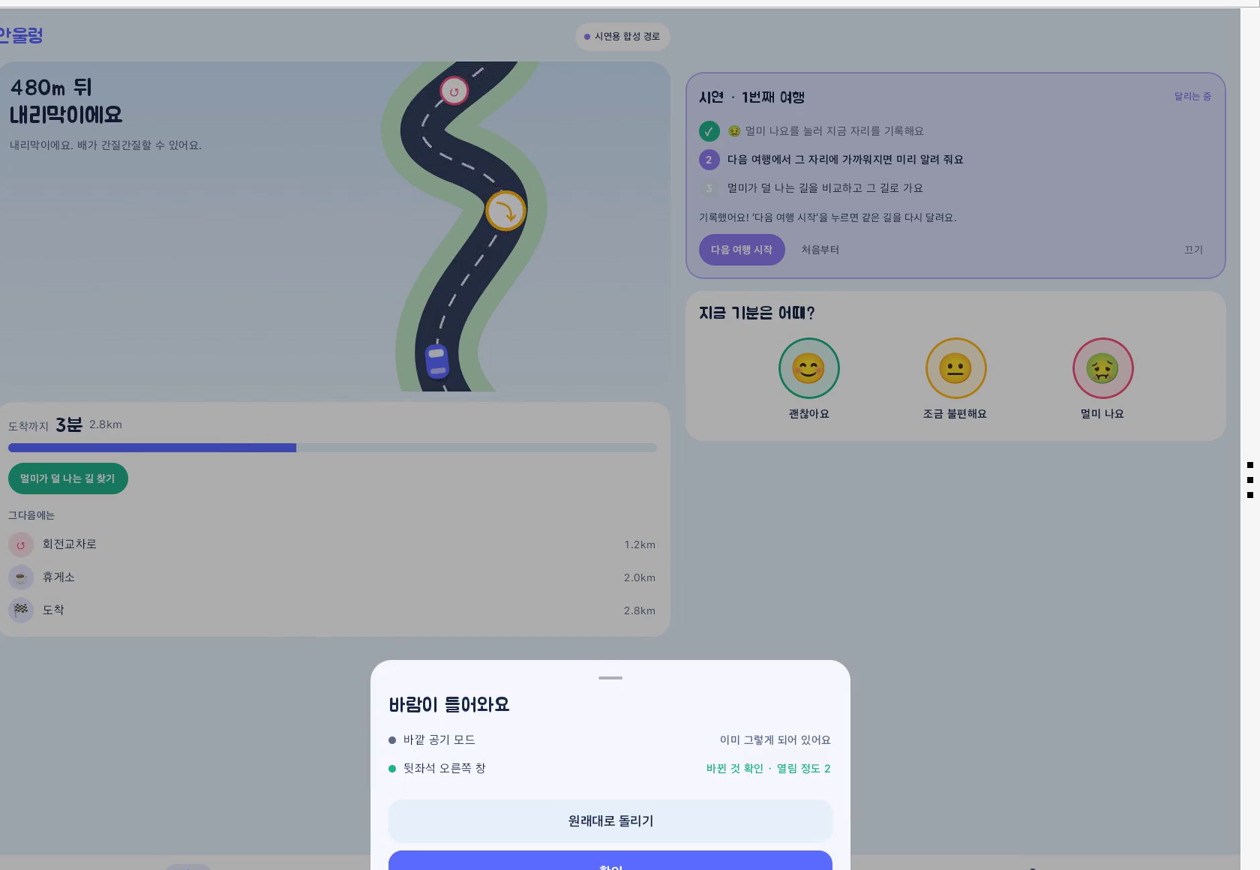 안울렁
시연용 합성 경로
480m 뒤
내리막이에요
내리막이에요. 배가 간질간질할 수 있어요.
도착까지 3분 2.8km
멀미가 덜 나는 길 찾기
그다음에는
회전교차로 1.2km
휴게소 2.0km
도착 2.8km
시연 · 1번째 여행 달리는 중
✓ 멀미 나요를 눌러 지금 자리를 기록해요
2 다음 여행에서 그 자리에 가까워지면 미리 알려 줘요
3 멀미가 덜 나는 길을 비교하고 그 길로 가요
기록했어요! '다음 여행 시작'을 누르면 같은 길을 다시 달려요.
다음 여행 시작 처음부터 끄기
지금 기분은 어때?
괜찮아요 조금 불편해요 멀미 나요
바람이 들어와요
바깥 공기 모드 이미 그렇게 되어 있어요
뒷좌석 오른쪽 창 바뀐 것 확인 · 열림 정도 2
원래대로 돌리기